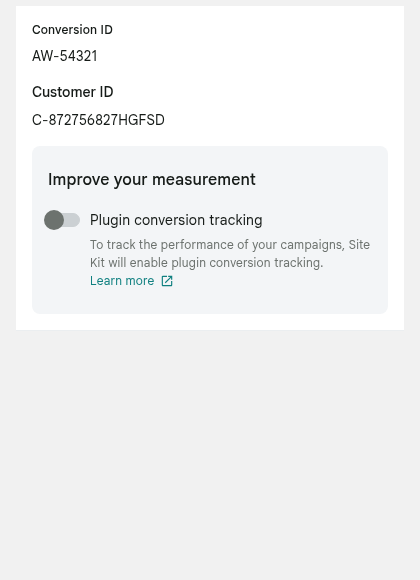 Conversion ID
AW-54321
Customer ID
C-872756827HGFSD
Improve your measurement
Plugin conversion tracking
To track the performance of your campaigns, Site
Kit will enable plugin conversion tracking.
Learn more